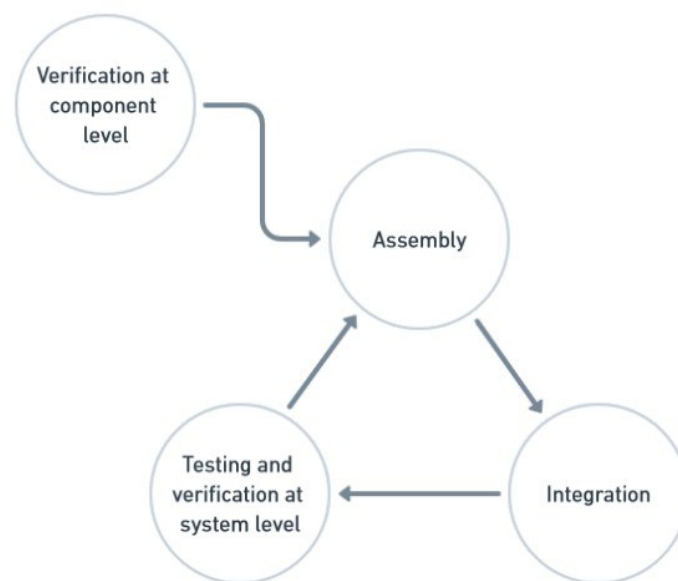 Verification at
component
level
Assembly
Testing and
verification at
system level
Integration